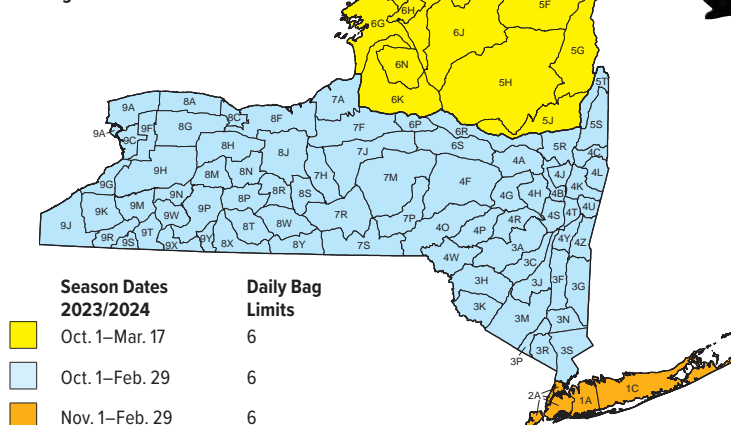 5F
6H
6G
6J
5G
6N
5H
6K
5T
5J
9A
8A
7A
8C
8F
9F
8G
7F
6P
6R
5S
9A
9C
8H
8J
7J
6S
5R
4C
4A
9H
8M
8N
7H
7M
4F
4J
4L
9G
8R
8S
4G
4H
4B
4K
9N
9M
9K
9W
9P
8P
7R
7P
4R
4S
4T
4U
9J
9R
9S
9T
9X
9Y
8X
8T
8W
8Y
7S
4O
4P
3A
4Y
4Z
4W
3C
3H
3J
3F
3G
3K
3M
3N
3P
3R
3S
2A
1A
1C
Season Dates
2023/2024
Daily Bag
Limits
Oct. 1–Mar. 17 6
Oct. 1–Feb. 29 6
Nov. 1–Feb. 29 6